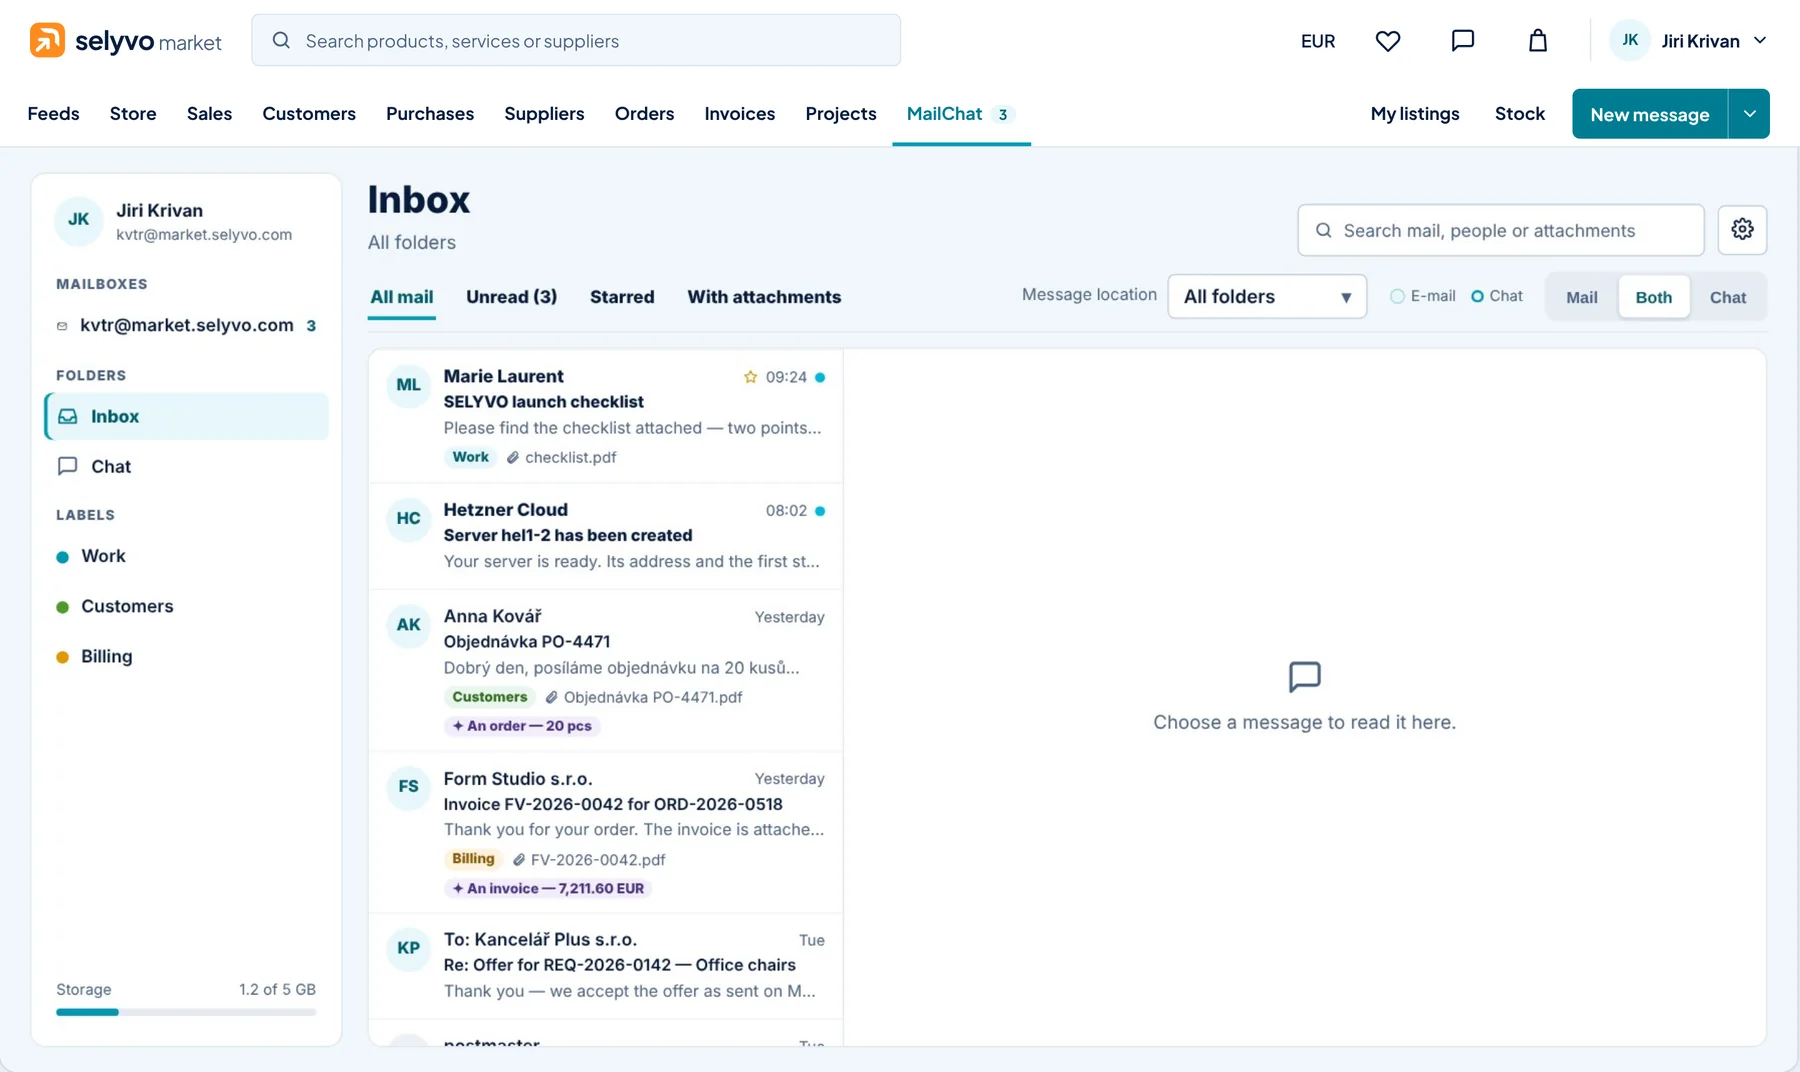 selyvo market
Search products, services or suppliers
EUR
JK
Jiri Krivan
Feeds
Store
Sales
Customers
Purchases
Suppliers
Orders
Invoices
Projects
MailChat 3
My listings
Stock
New message
JK
Jiri Krivan
kvtr@market.selyvo.com
MAILBOXES
kvtr@market.selyvo.com 3
FOLDERS
Inbox
Chat
LABELS
Work
Customers
Billing
Storage 1.2 of 5 GB
Inbox
All folders
Search mail, people or attachments
All mail
Unread (3)
Starred
With attachments
Message location
All folders
E-mail
Chat
Mail
Both
Chat
ML
Marie Laurent 09:24
SELYVO launch checklist
Please find the checklist attached — two points...
Work checklist.pdf
HC
Hetzner Cloud 08:02
Server hel1-2 has been created
Your server is ready. Its address and the first st...
AK
Anna Kovář Yesterday
Objednávka PO-4471
Dobrý den, posíláme objednávku na 20 kusů...
Customers Objednávka PO-4471.pdf
An order — 20 pcs
FS
Form Studio s.r.o. Yesterday
Invoice FV-2026-0042 for ORD-2026-0518
Thank you for your order. The invoice is attache...
Billing FV-2026-0042.pdf
An invoice — 7,211.60 EUR
KP
To: Kancelář Plus s.r.o. Tue
Re: Offer for REQ-2026-0142 — Office chairs
Thank you — we accept the offer as sent on M...
postmaster Tue
Choose a message to read it here.